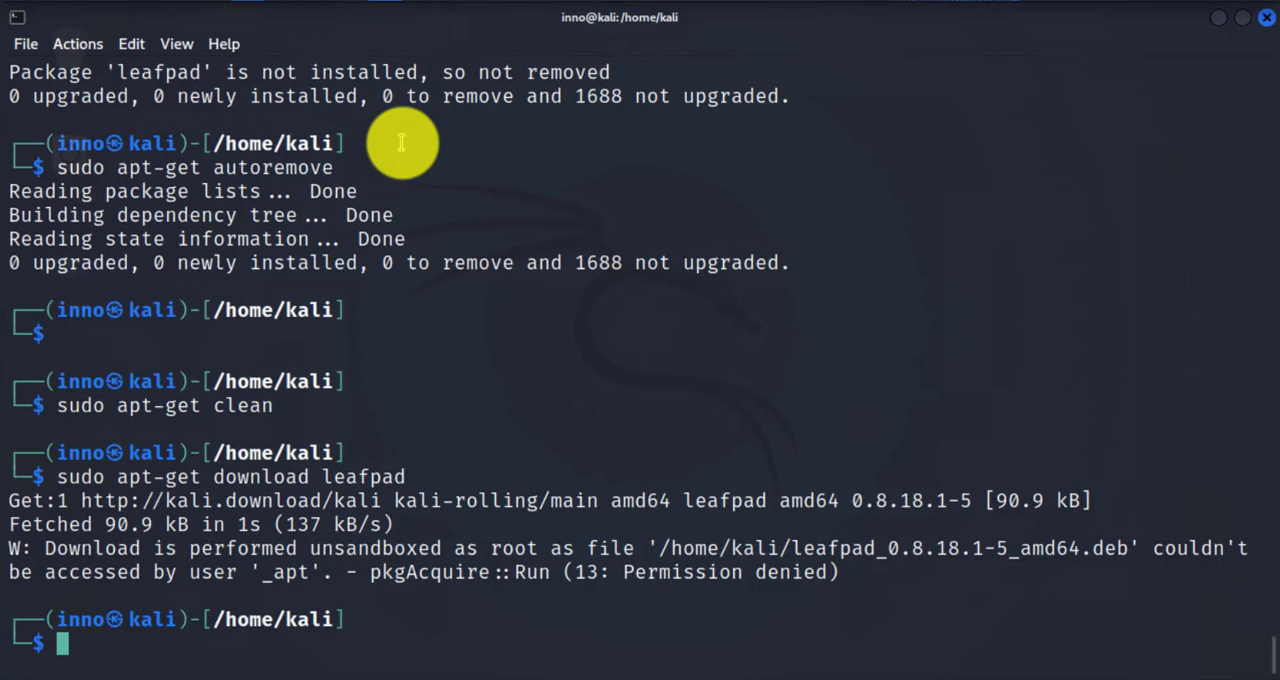 inno@kali: /home/kali
File Actions Edit View Help
Package 'leafpad' is not installed, so not removed
0 upgraded, 0 newly installed, 0 to remove and 1688 not upgraded.
┌──(inno㉿kali)-[/home/kali]
└─$ sudo apt-get autoremove
Reading package lists... Done
Building dependency tree... Done
Reading state information... Done
0 upgraded, 0 newly installed, 0 to remove and 1688 not upgraded.
┌──(inno㉿kali)-[/home/kali]
└─$
┌──(inno㉿kali)-[/home/kali]
└─$ sudo apt-get clean
┌──(inno㉿kali)-[/home/kali]
└─$ sudo apt-get download leafpad
Get:1 http://kali.download/kali kali-rolling/main amd64 leafpad amd64 0.8.18.1-5 [90.9 kB]
Fetched 90.9 kB in 1s (137 kB/s)
W: Download is performed unsandboxed as root as file '/home/kali/leafpad_0.8.18.1-5_amd64.deb' couldn't
be accessed by user '_apt'. - pkgAcquire::Run (13: Permission denied)
┌──(inno㉿kali)-[/home/kali]
└─$